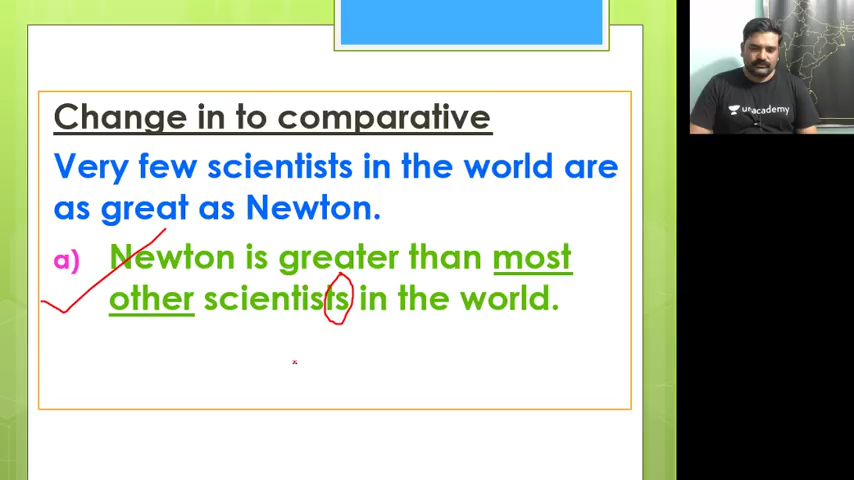 Change in to comparative
Very few scientists in the world are
as great as Newton.
a) Newton is greater than most
other scientists in the world.
unacademy